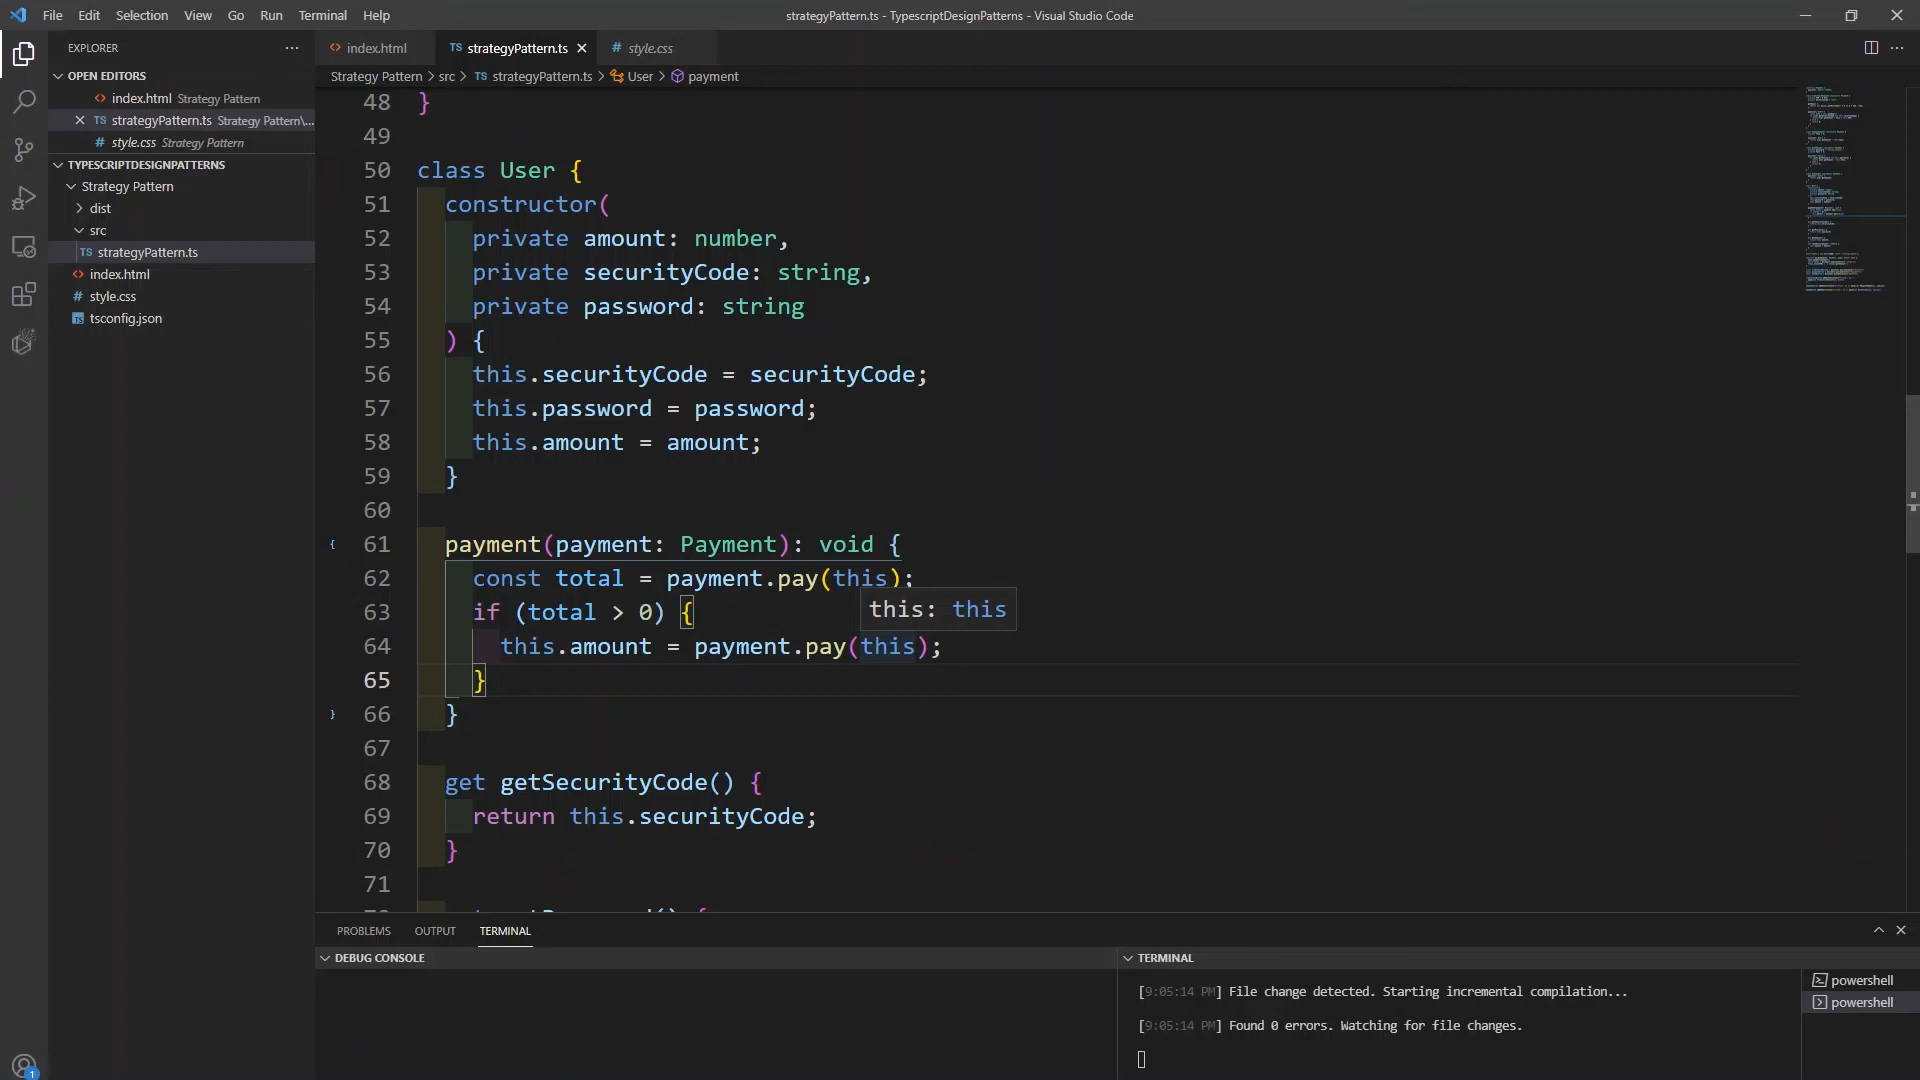 File Edit Selection View Go Run Terminal Help
strategyPattern.ts - TypescriptDesignPatterns - Visual Studio Code
EXPLORER
OPEN EDITORS
index.html Strategy Pattern
strategyPattern.ts Strategy Pattern\...
style.css Strategy Pattern
TYPESCRIPTDESIGNPATTERNS
Strategy Pattern
dist
src
TS strategyPattern.ts
index.html
# style.css
tsconfig.json
index.html TS strategyPattern.ts # style.css
Strategy Pattern > src > TS strategyPattern.ts > User > payment
48 }
49
50 class User {
51 constructor(
52 private amount: number,
53 private securityCode: string,
54 private password: string
55 ) {
56 this.securityCode = securityCode;
57 this.password = password;
58 this.amount = amount;
59 }
60
61 payment(payment: Payment): void {
62 const total = payment.pay(this);
63 if (total > 0) {
this: this
64 this.amount = payment.pay(this);
65 }
66 }
67
68 get getSecurityCode() {
69 return this.securityCode;
70 }
71
PROBLEMS OUTPUT TERMINAL
DEBUG CONSOLE
TERMINAL
[9:05:14 PM] File change detected. Starting incremental compilation...
[9:05:14 PM] Found 0 errors. Watching for file changes.
powershell
powershell
1